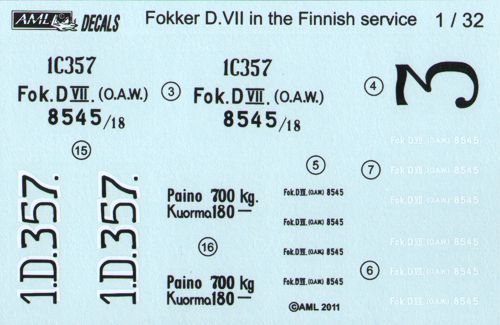 AML DECALS Fokker D.VII in the Finnish service 1 / 32
1C357
Fok.D VII. (O.A.W.)
8545/18
3
1C357
Fok.D VII. (O.A.W.)
8545/18
4
3
15
1.D.357.
1.D.357.
Paino 700 kg.
Kuorma 180—
16
Paino 700 kg
Kuorma 180—
5
Fok.D.VII. (O.A.W.) 8545
Fok.D.VII. (O.A.W.) 8545
Fok.D.VII. (O.A.W.) 8545
Fok.D.VII. (O.A.W.) 8545
Fok.D.VII. (O.A.W.) 8545
7
Fok.D.VII. (O.A.W.) 8545
Fok.D.VII. (O.A.W.) 8545
Fok.D.VII. (O.A.W.) 8545
6
Fok.D.VII. (O.A.W.) 8545
©AML 2011